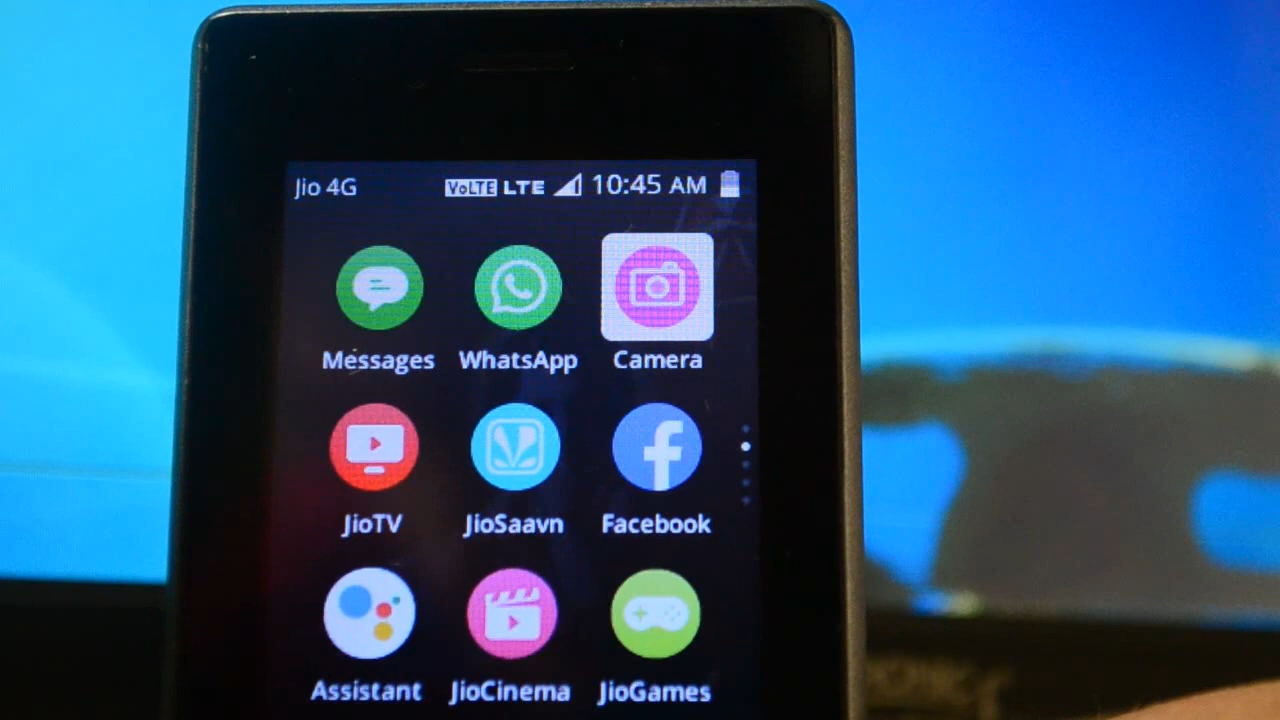 Jio 4G VoLTE LTE 10:45 AM
Messages WhatsApp Camera
JioTV JioSaavn Facebook
Assistant JioCinema JioGames